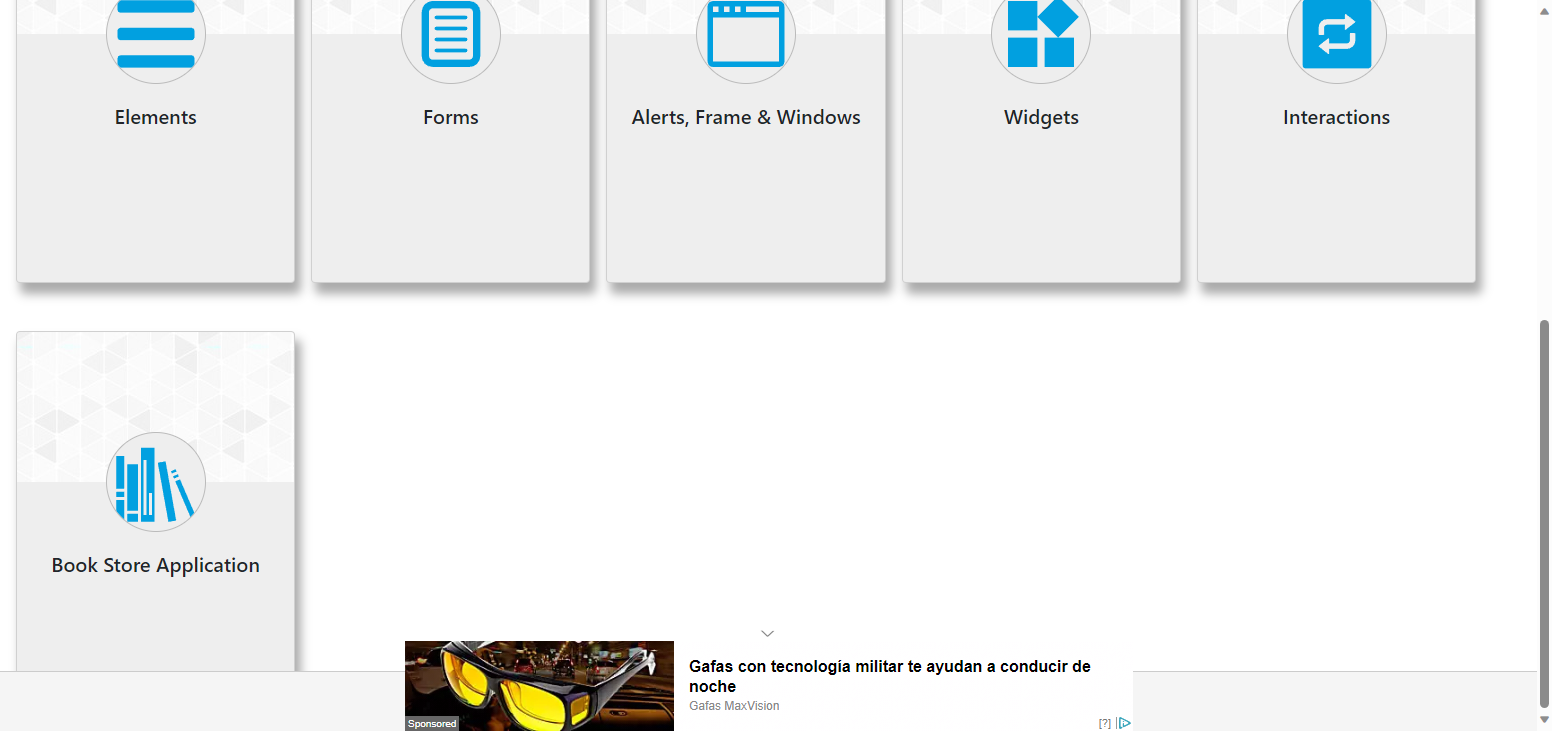 Elements
Forms
Alerts, Frame & Windows
Widgets
Interactions
Book Store Application
Gafas con tecnología militar te ayudan a conducir de
noche
Gafas MaxVision
Sponsored
[?]